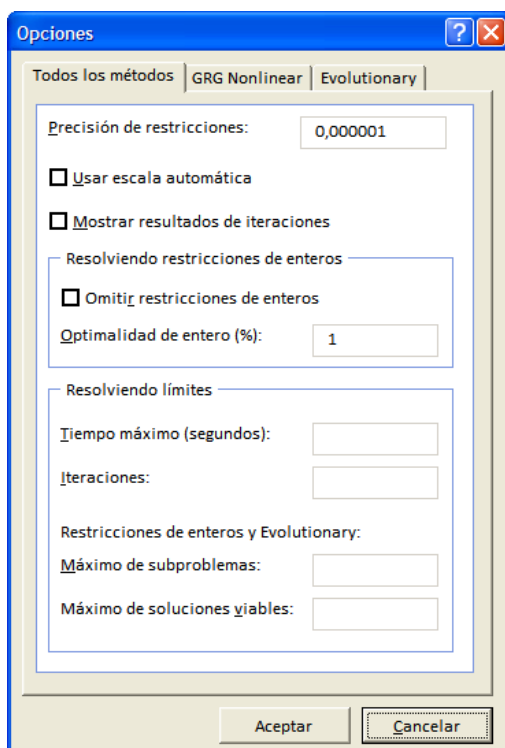 Opciones
Todos los métodos GRG Nonlinear Evolutionary
Precisión de restricciones: 0,000001
Usar escala automática
Mostrar resultados de iteraciones
Resolviendo restricciones de enteros
Omitir restricciones de enteros
Optimalidad de entero (%): 1
Resolviendo límites
Tiempo máximo (segundos):
Iteraciones:
Restricciones de enteros y Evolutionary:
Máximo de subproblemas:
Máximo de soluciones viables:
Aceptar Cancelar